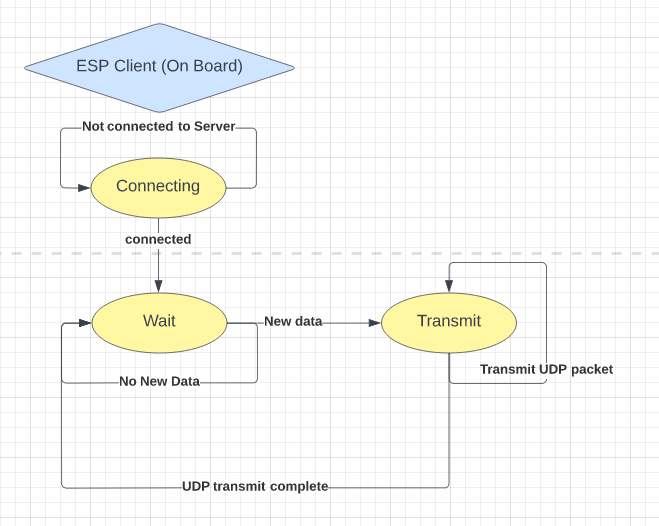 ESP Client (On Board)
Not connected to Server
Connecting
connected
Wait
New data
Transmit
Transmit UDP packet
No New Data
UDP transmit complete